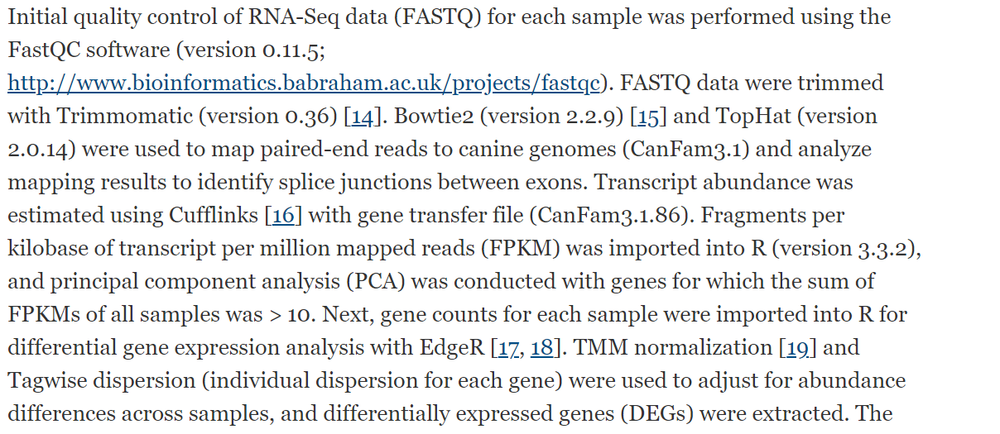 Initial quality control of RNA-Seq data (FASTQ) for each sample was performed using the
FastQC software (version 0.11.5;
http://www.bioinformatics.babraham.ac.uk/projects/fastqc). FASTQ data were trimmed
with Trimmomatic (version 0.36) [14]. Bowtie2 (version 2.2.9) [15] and TopHat (version
2.0.14) were used to map paired-end reads to canine genomes (CanFam3.1) and analyze
mapping results to identify splice junctions between exons. Transcript abundance was
estimated using Cufflinks [16] with gene transfer file (CanFam3.1.86). Fragments per
kilobase of transcript per million mapped reads (FPKM) was imported into R (version 3.3.2),
and principal component analysis (PCA) was conducted with genes for which the sum of
FPKMs of all samples was > 10. Next, gene counts for each sample were imported into R for
differential gene expression analysis with EdgeR [17, 18]. TMM normalization [19] and
Tagwise dispersion (individual dispersion for each gene) were used to adjust for abundance
differences across samples, and differentially expressed genes (DEGs) were extracted. The